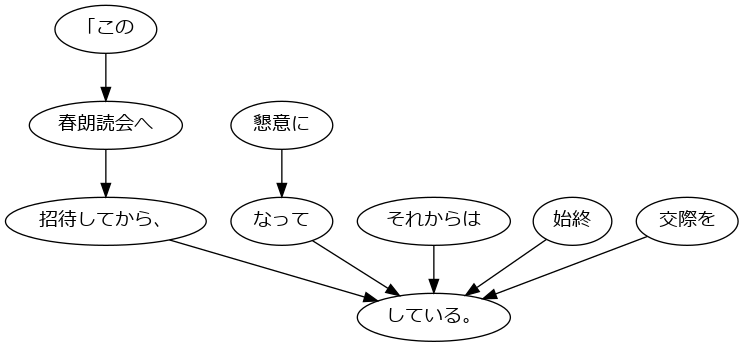 「この
春朗読会へ
懇意に
招待してから、
なって
それからは
始終
交際を
している。